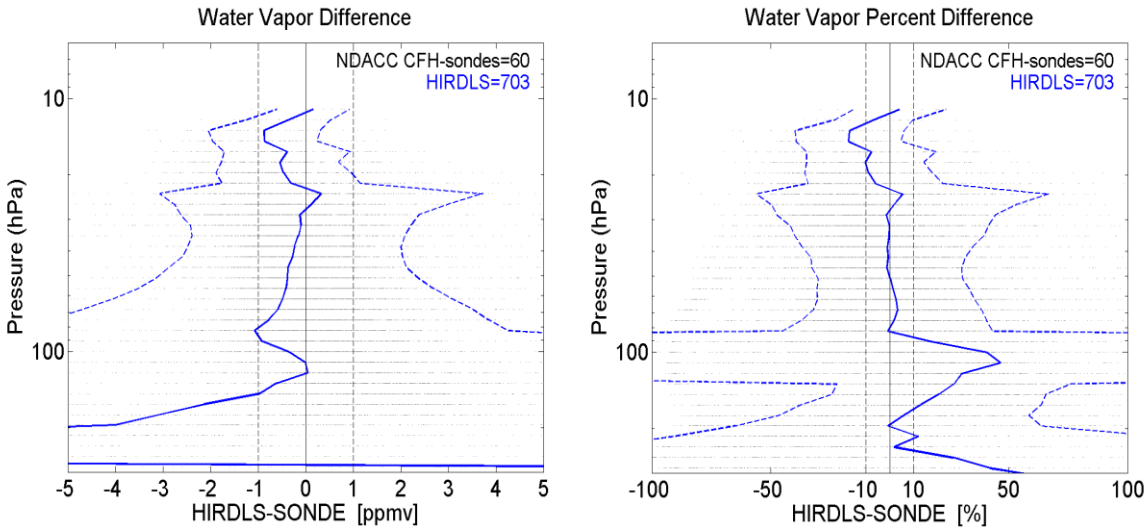 Water Vapor Difference
NDACC CFH-sondes=60
HIRDLS=703
10
100
Pressure (hPa)
-5 -4 -3 -2 -1 0 1 2 3 4 5
HIRDLS-SONDE [ppmv]
Water Vapor Percent Difference
NDACC CFH-sondes=60
HIRDLS=703
10
100
Pressure (hPa)
-100 -50 -10 10 50 100
HIRDLS-SONDE [%]